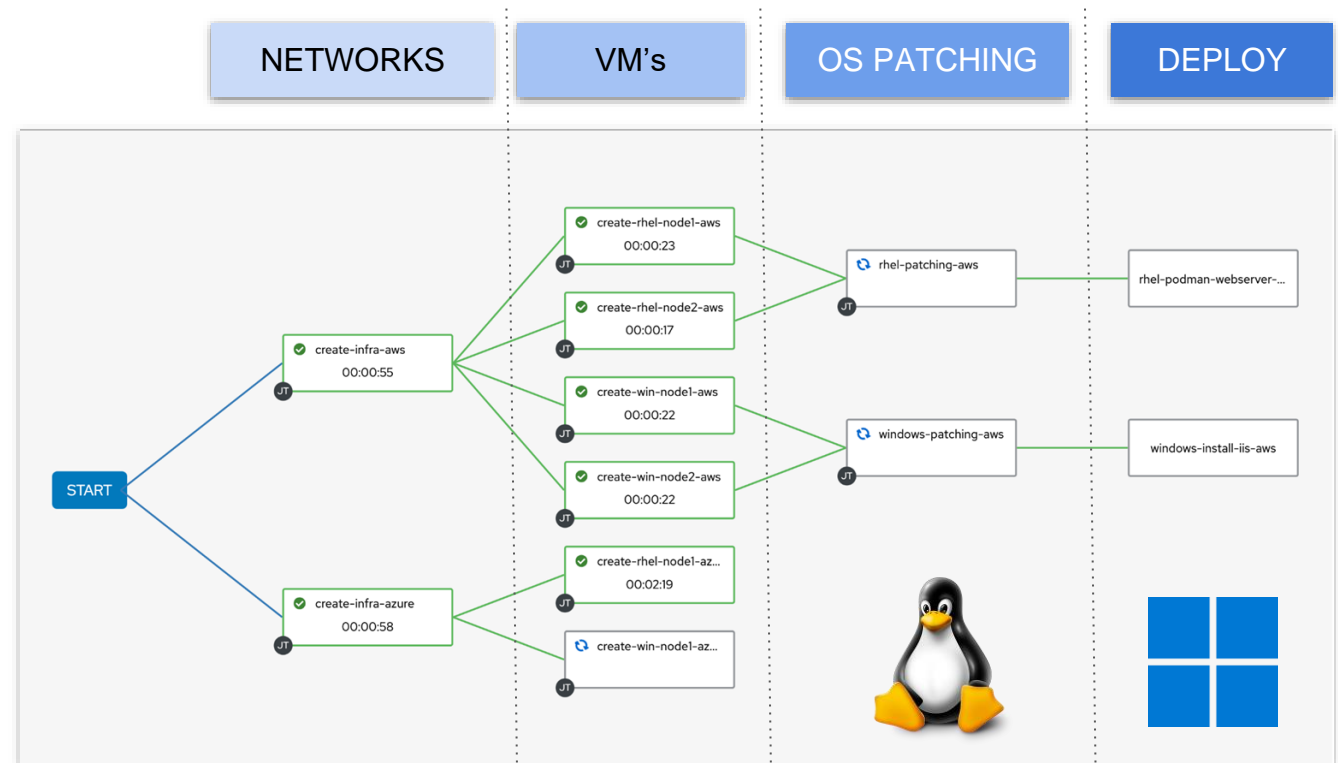 NETWORKS
VM's
OS PATCHING
DEPLOY
create-rhel-node1-aws
00:00:23
JT
create-rhel-node2-aws
00:00:17
JT
rhel-patching-aws
JT
rhel-podman-webserver-...
create-infra-aws
00:00:55
JT
create-win-node1-aws
00:00:22
JT
create-win-node2-aws
00:00:22
JT
windows-patching-aws
JT
windows-install-iis-aws
START
create-rhel-node1-az...
00:02:19
JT
create-infra-azure
00:00:58
JT
create-win-node1-az...
JT